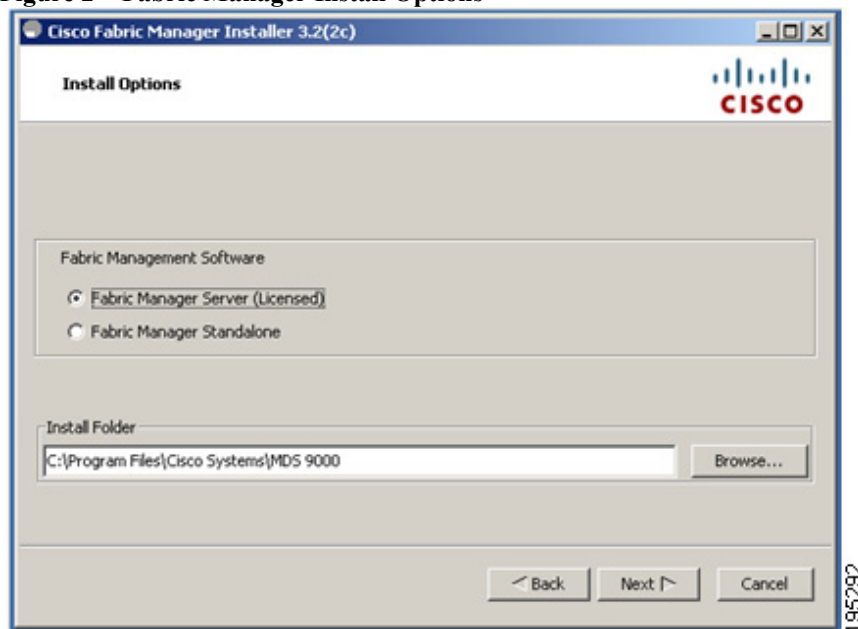 Cisco Fabric Manager Installer 3.2(2c)
Install Options
CISCO
Fabric Management Software
Fabric Manager Server (Licensed)
Fabric Manager Standalone
Install Folder
C:\Program Files\Cisco Systems\MDS 9000
Browse...
Back
Next
Cancel
195292